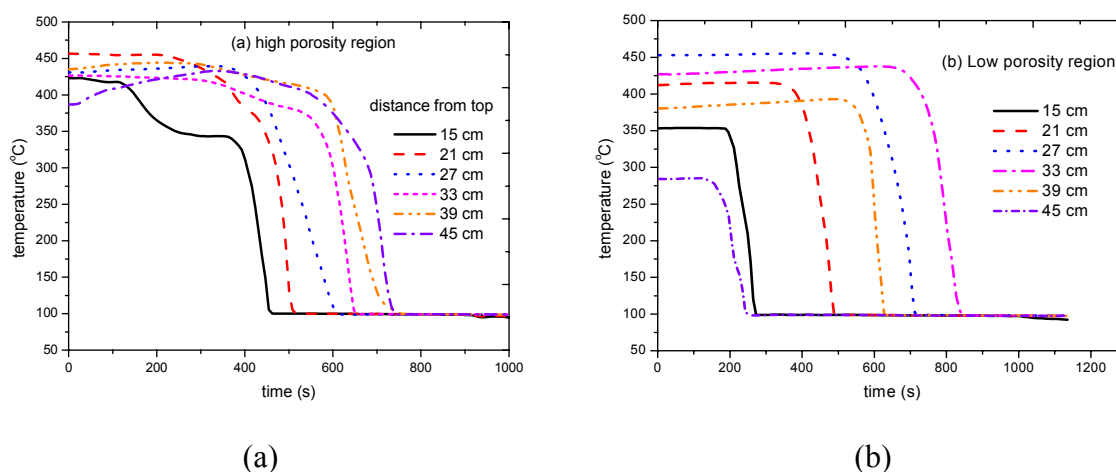 (a) high porosity region
temperature (°C)
500
450
400
350
300
250
200
150
100
50
distance from top
15 cm
21 cm
27 cm
33 cm
39 cm
45 cm
0 200 400 600 800 1000
time (s)
(a)
(b) Low porosity region
temperature (°C)
500
450
400
350
300
250
200
150
100
50
15 cm
21 cm
27 cm
33 cm
39 cm
45 cm
0 200 400 600 800 1000 1200
time (s)
(b)